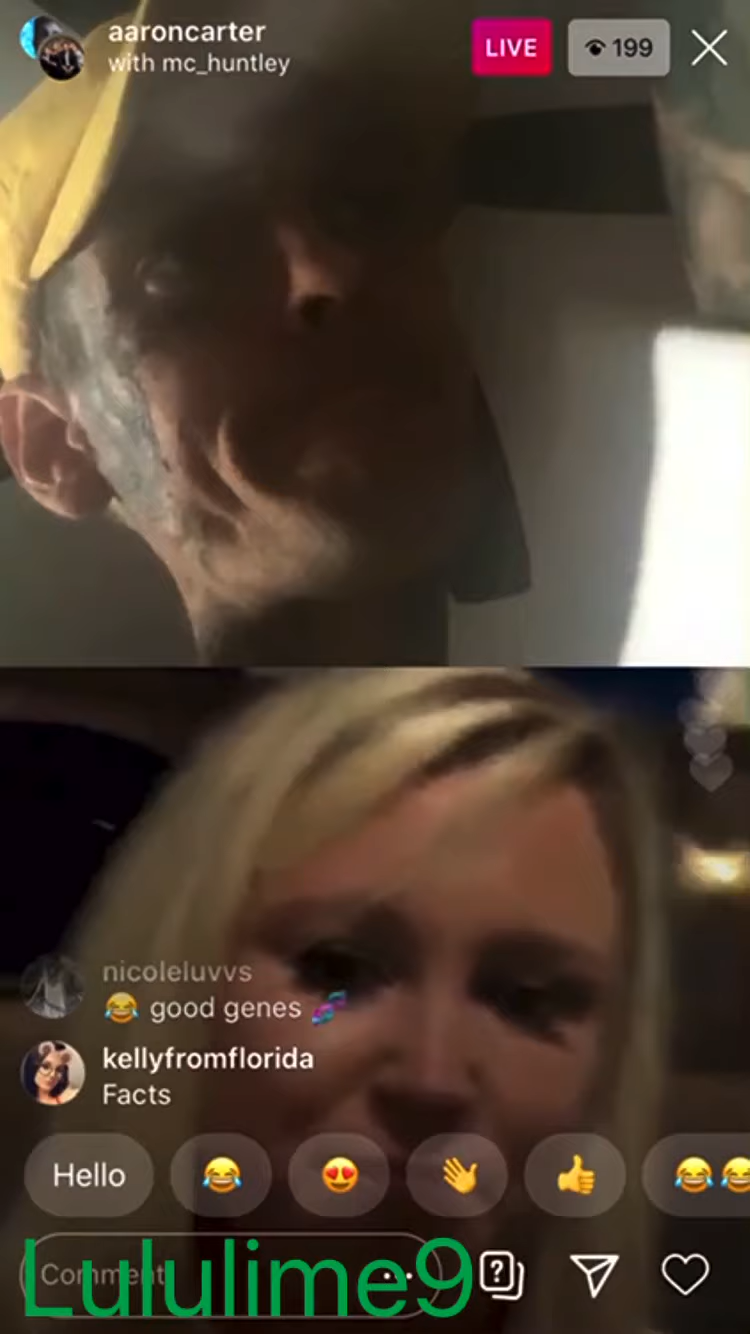 aaroncarter
with mc_huntley
LIVE
199
nicoleluvvs
😂 good genes 🧬
kellyfromflorida
Facts
Hello
Comment
Lululime9